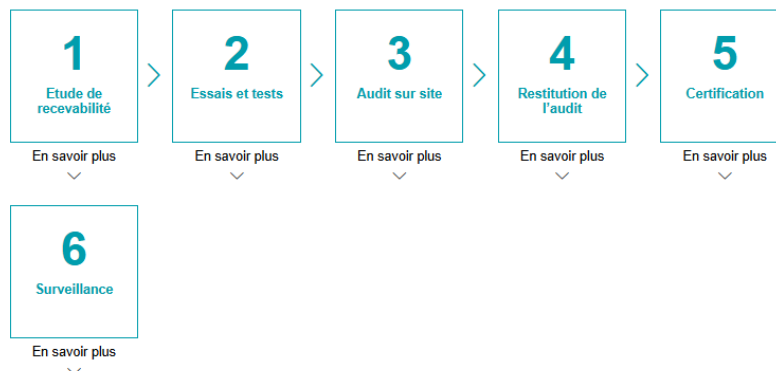 1
Etude de
recevabilité
En savoir plus
2
Essais et tests
En savoir plus
3
Audit sur site
En savoir plus
4
Restitution de
l'audit
En savoir plus
5
Certification
En savoir plus
6
Surveillance
En savoir plus